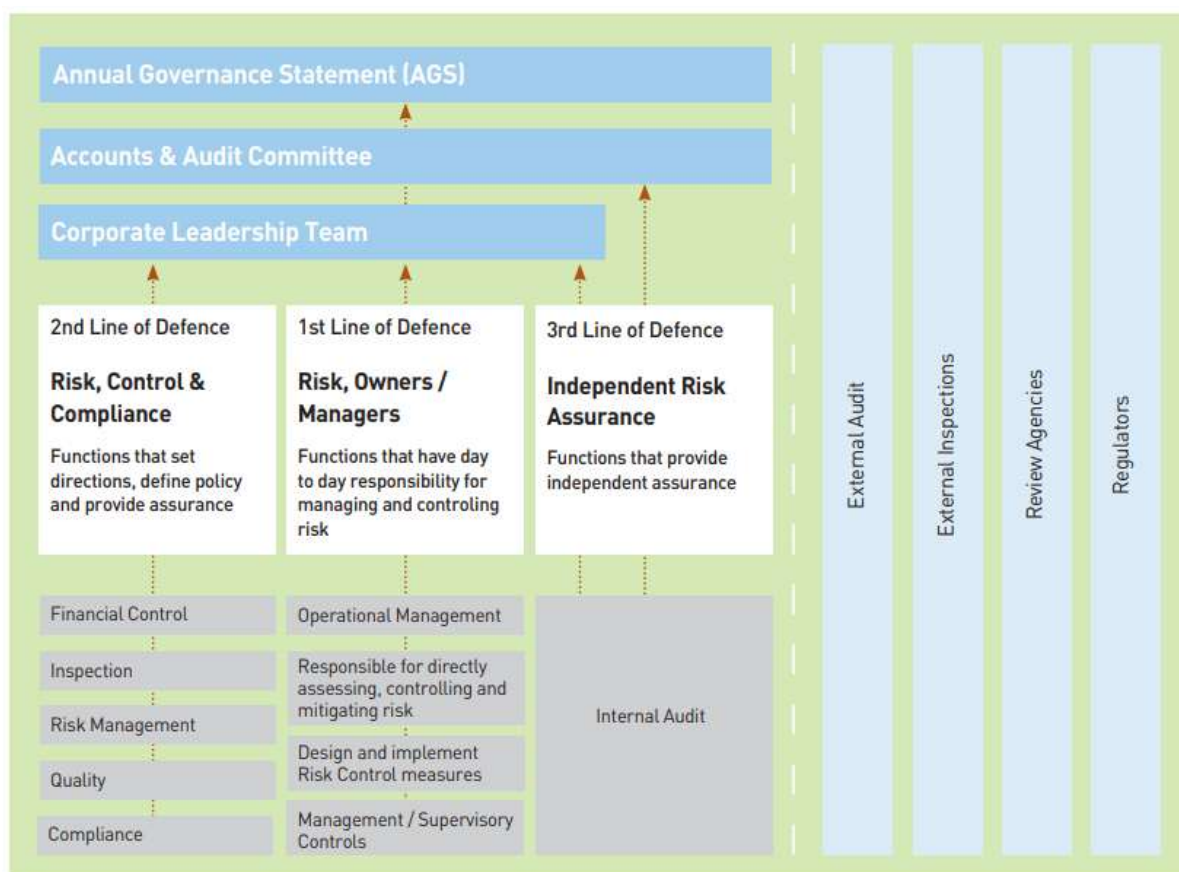 Annual Governance Statement (AGS)
Accounts & Audit Committee
Corporate Leadership Team
2nd Line of Defence
Risk, Control &
Compliance
Functions that set
directions, define policy
and provide assurance
1st Line of Defence
Risk, Owners /
Managers
Functions that have day
to day responsibility for
managing and controling
risk
3rd Line of Defence
Independent Risk
Assurance
Functions that provide
independent assurance
Financial Control
Inspection
Risk Management
Quality
Compliance
Operational Management
Responsible for directly
assessing, controlling and
mitigating risk
Design and implement
Risk Control measures
Management / Supervisory
Controls
Internal Audit
External Audit
External Inspections
Review Agencies
Regulators